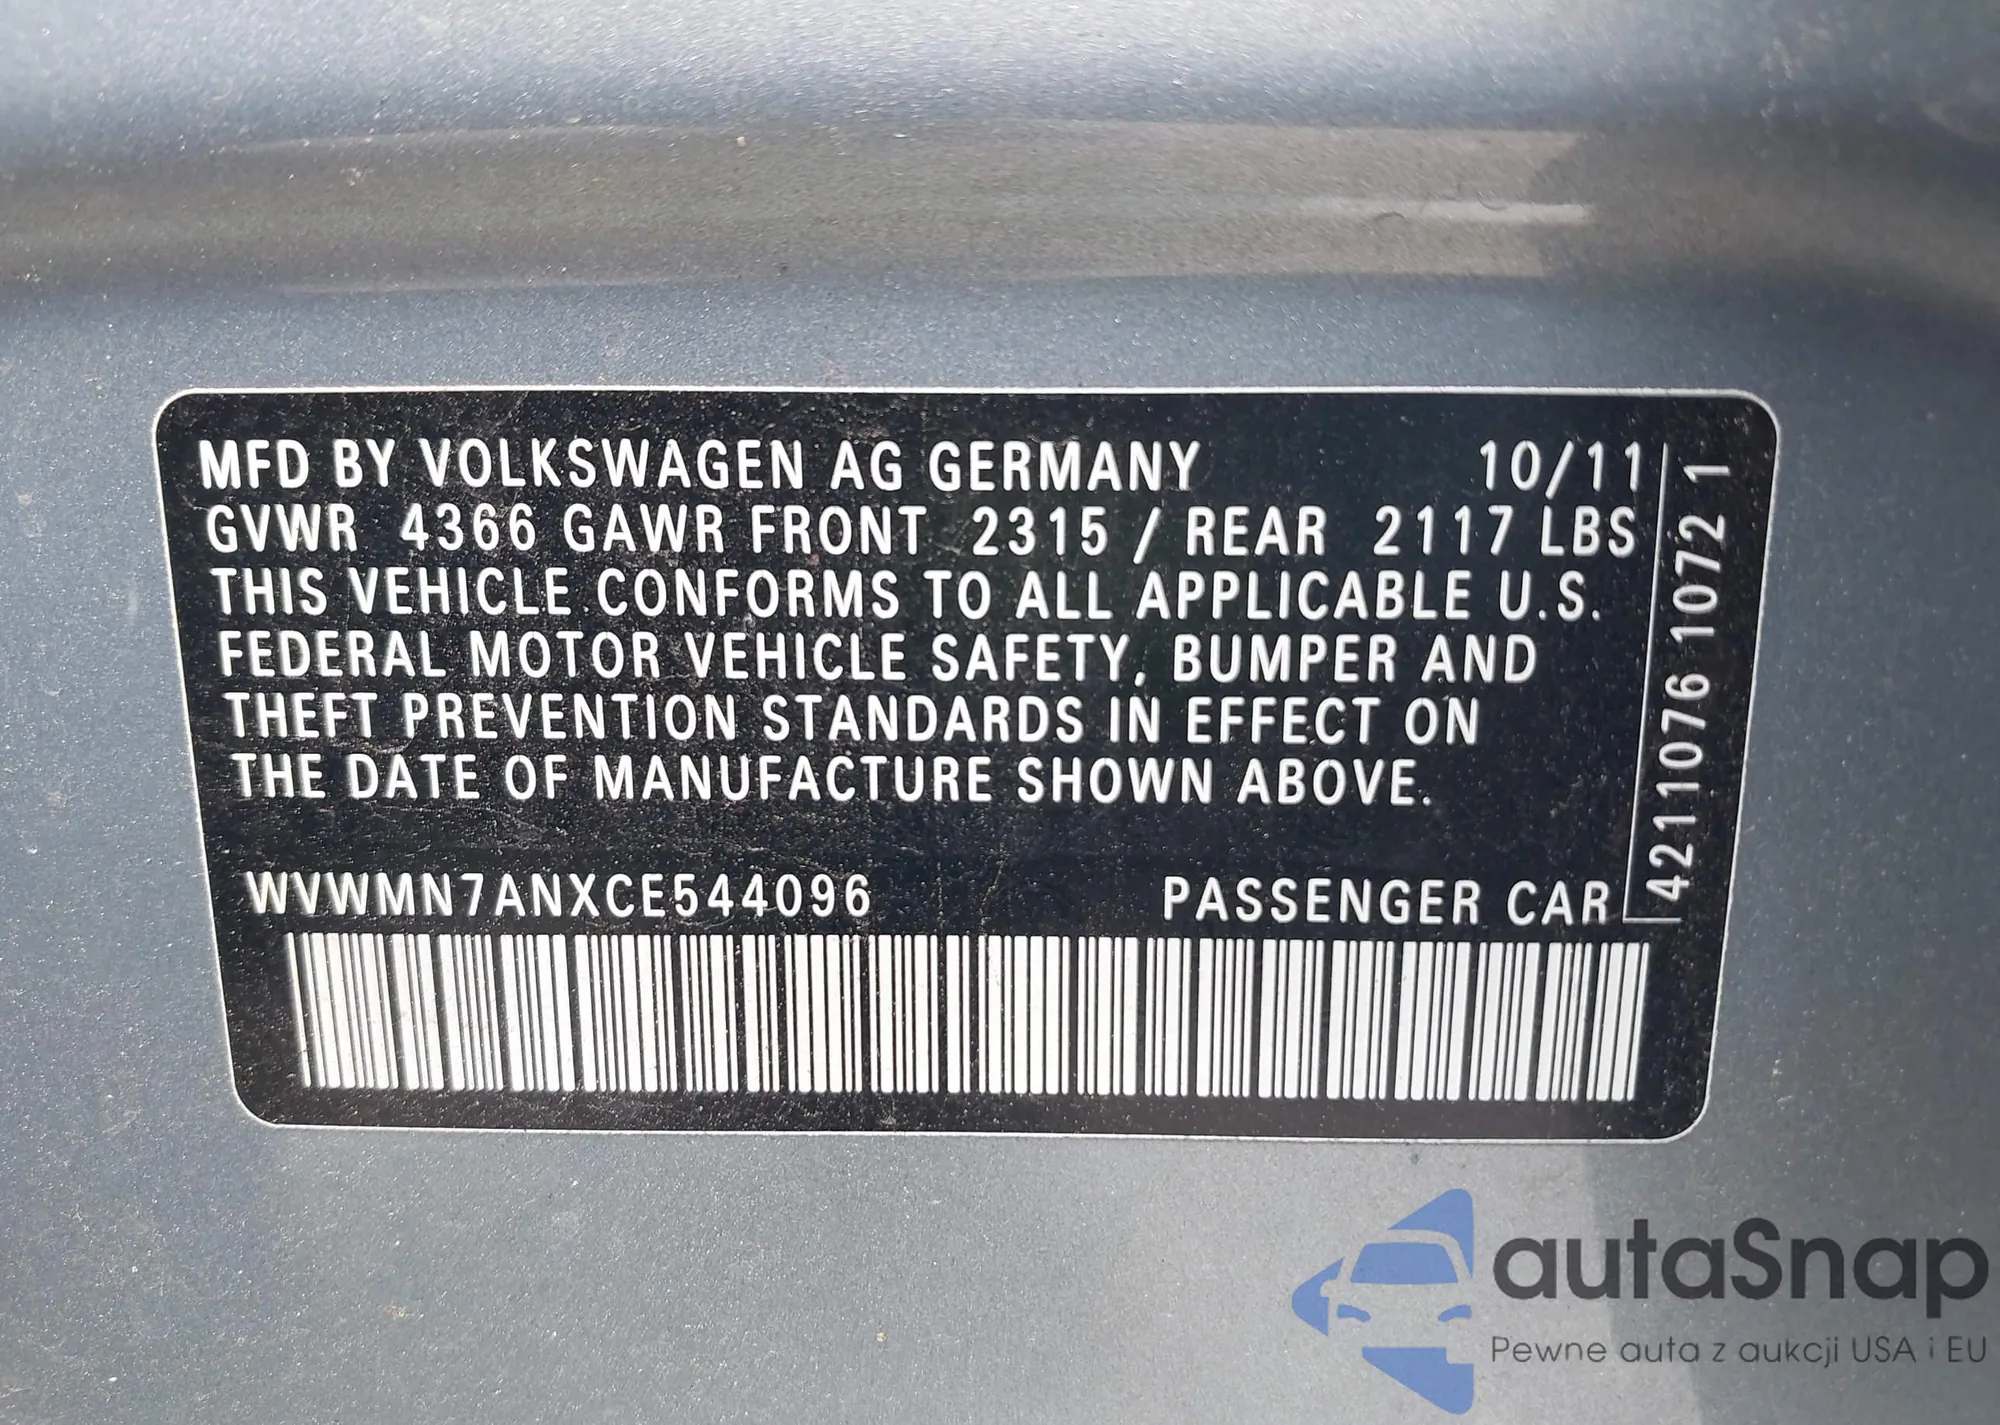 MFD BY VOLKSWAGEN AG GERMANY 10/11
GVWR 4366 GAWR FRONT 2315 / REAR 2117 LBS
THIS VEHICLE CONFORMS TO ALL APPLICABLE U.S.
FEDERAL MOTOR VEHICLE SAFETY, BUMPER AND
THEFT PREVENTION STANDARDS IN EFFECT ON
THE DATE OF MANUFACTURE SHOWN ABOVE.
WVWMN7ANXCE544096 PASSENGER CAR
42110761072 1
autaSnap
Pewne auta z aukcji USA i EU